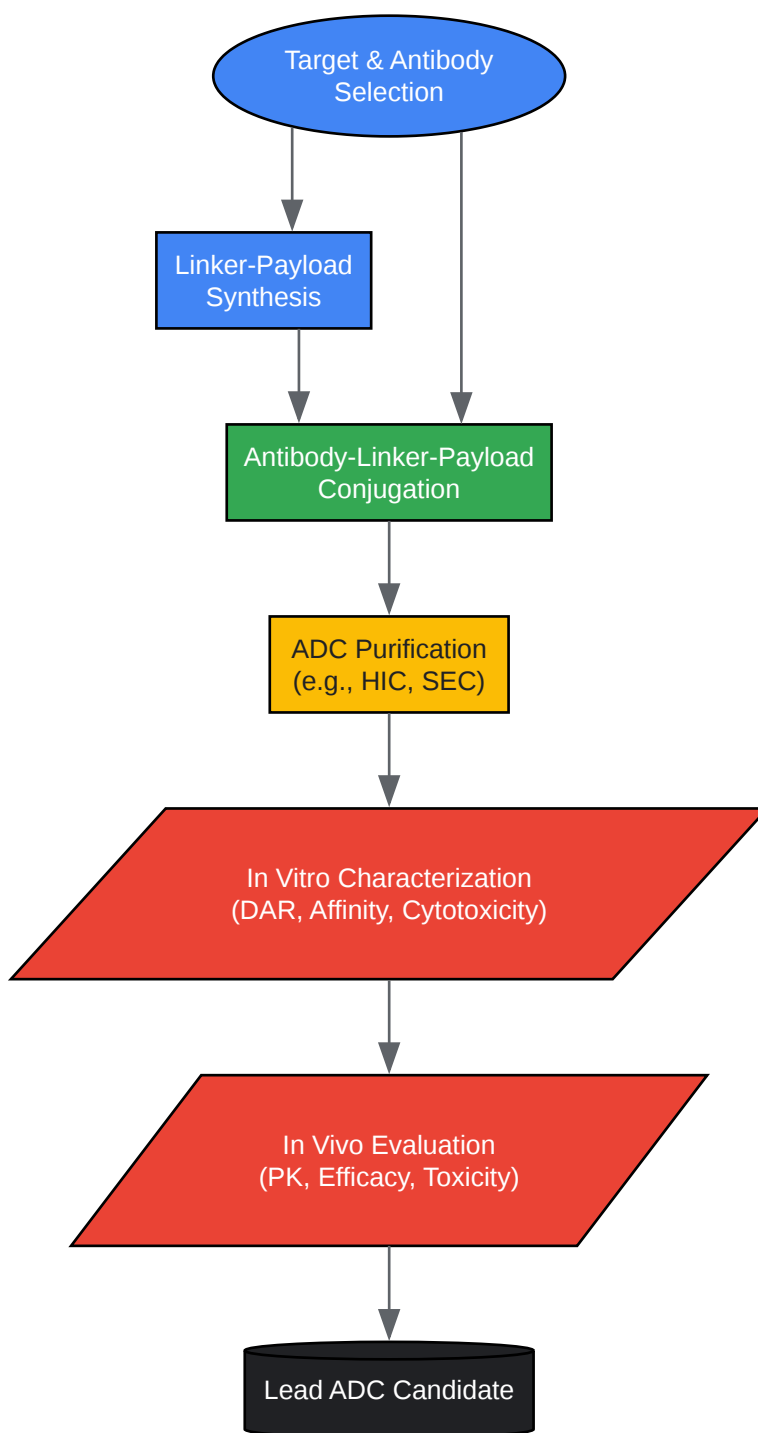 Target & Antibody
Selection
Linker-Payload
Synthesis
Antibody-Linker-Payload
Conjugation
ADC Purification
(e.g., HIC, SEC)
In Vitro Characterization
(DAR, Affinity, Cytotoxicity)
In Vivo Evaluation
(PK, Efficacy, Toxicity)
Lead ADC Candidate